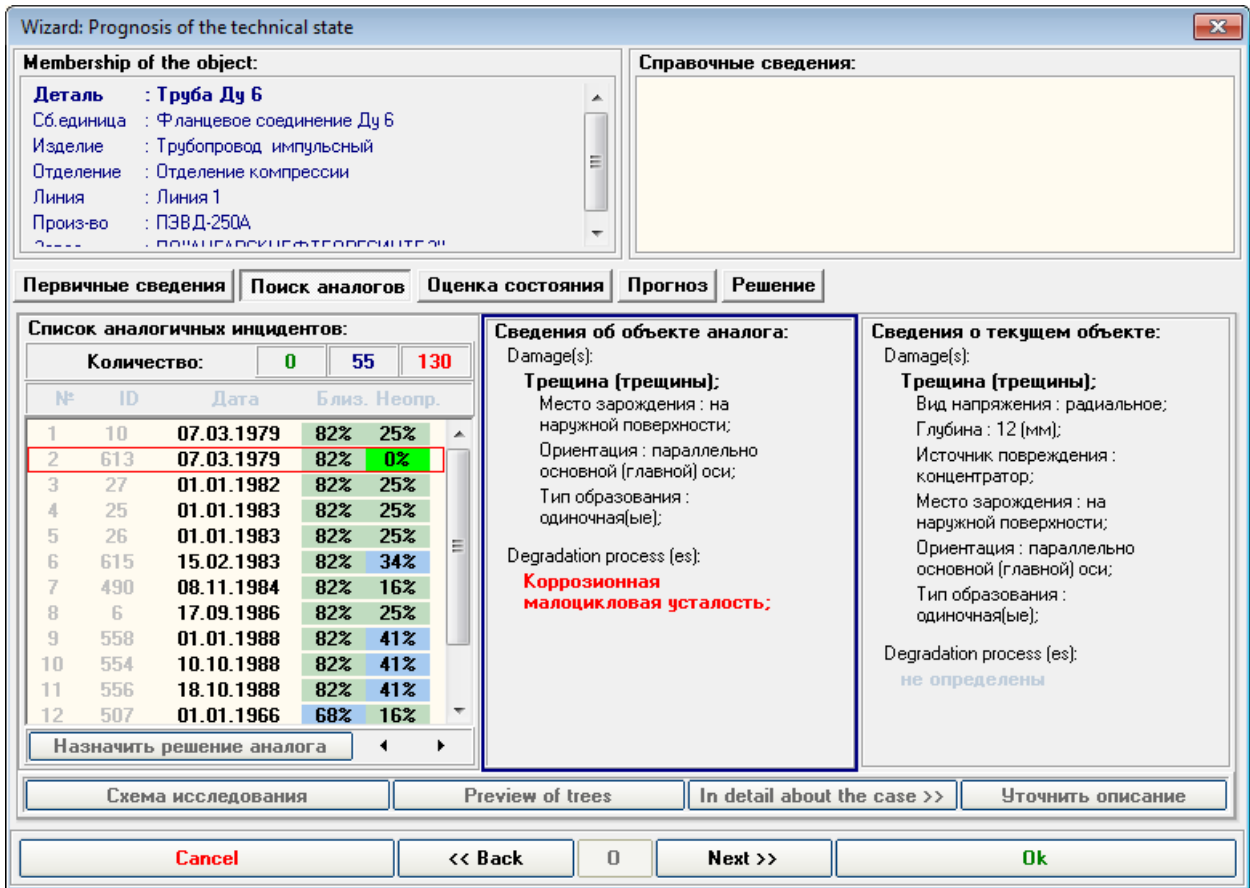 Wizard: Prognosis of the technical state
Membership of the object:
Деталь : Труба Ду 6
Сб.единица : Фланцевое соединение Ду 6
Изделие : Трубопровод импульсный
Отделение : Отделение компрессии
Линия : Линия 1
Произ-во : ПЭВД-250А
Справочные сведения:
Первичные сведения Поиск аналогов Оценка состояния Прогноз Решение
Список аналогичных инцидентов:
Количество: 0 55 130
№ ID Дата Близ. Неопр.
1 10 07.03.1979 82% 25%
2 613 07.03.1979 82% 0%
3 27 01.01.1982 82% 25%
4 25 01.01.1983 82% 25%
5 26 01.01.1983 82% 25%
6 615 15.02.1983 82% 34%
7 490 08.11.1984 82% 16%
8 6 17.09.1986 82% 25%
9 558 01.01.1988 82% 41%
10 554 10.10.1988 82% 41%
11 556 18.10.1988 82% 41%
12 507 01.01.1966 68% 16%
Назначить решение аналога
Сведения об объекте аналога:
Damage(s):
Трещина (трещины);
Место зарождения : на
наружной поверхности;
Ориентация : параллельно
основной (главной) оси;
Тип образования :
одиночная(ые);
Degradation process (es):
Коррозионная
малоцикловая усталость;
Сведения о текущем объекте:
Damage(s):
Трещина (трещины);
Вид напряжения : радиальное;
Глубина : 12 (мм);
Источник повреждения :
концентратор;
Место зарождения : на
наружной поверхности;
Ориентация : параллельно
основной (главной) оси;
Тип образования :
одиночная(ые);
Degradation process (es):
не определены
Схема исследования Preview of trees In detail about the case >> Уточнить описание
Cancel << Back 0 Next >> Ok